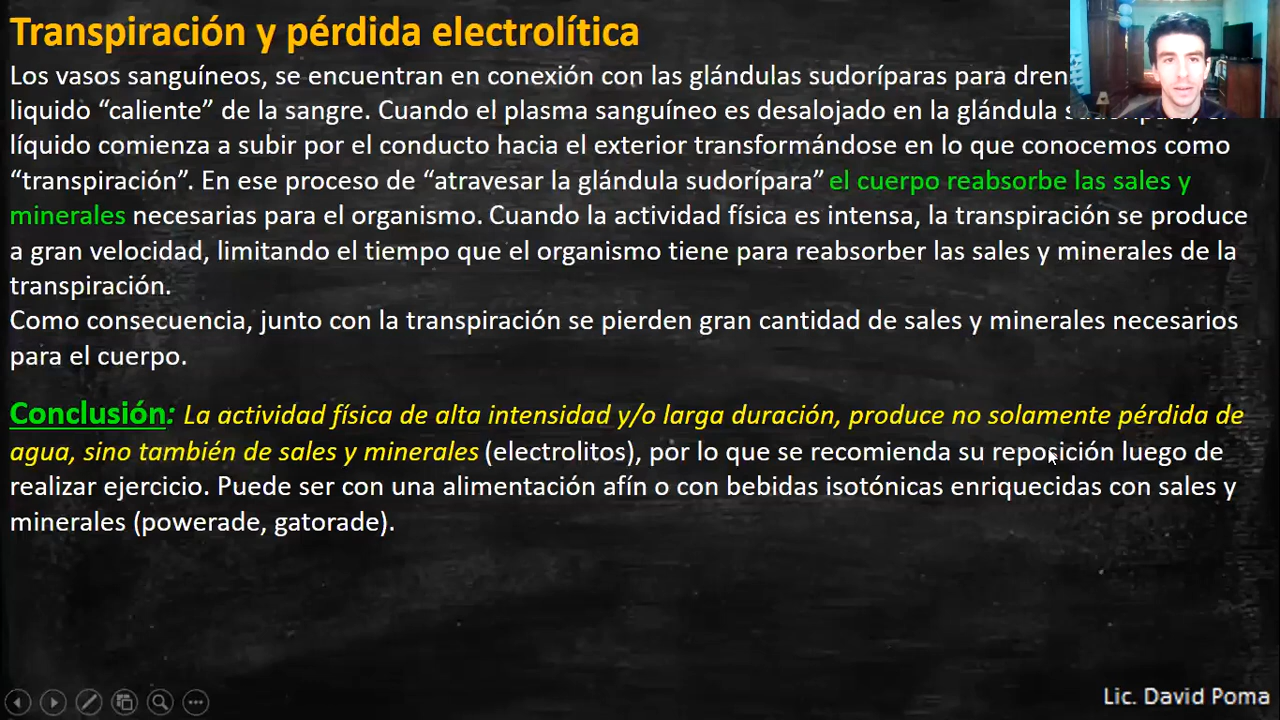 Transpiración y pérdida electrolítica
Los vasos sanguíneos, se encuentran en conexión con las glándulas sudoríparas para
liquido “caliente” de la sangre. Cuando el plasma sanguíneo es desalojado en la glándula
líquido comienza a subir por el conducto hacia el exterior transformándose en lo que conocemos como
“transpiración”. En ese proceso de “atravesar la glándula sudorípara” el cuerpo reabsorbe las sales y
minerales necesarias para el organismo. Cuando la actividad física es intensa, la transpiración se produce
a gran velocidad, limitando el tiempo que el organismo tiene para reabsorber las sales y minerales de la
transpiración.
Como consecuencia, junto con la transpiración se pierden gran cantidad de sales y minerales necesarios
para el cuerpo.
Conclusión: La actividad física de alta intensidad y/o larga duración, produce no solamente pérdida de
agua, sino también de sales y minerales (electrolitos), por lo que se recomienda su reposición luego de
realizar ejercicio. Puede ser con una alimentación afín o con bebidas isotónicas enriquecidas con sales y
minerales (powerade, gatorade).
Lic. David Poma